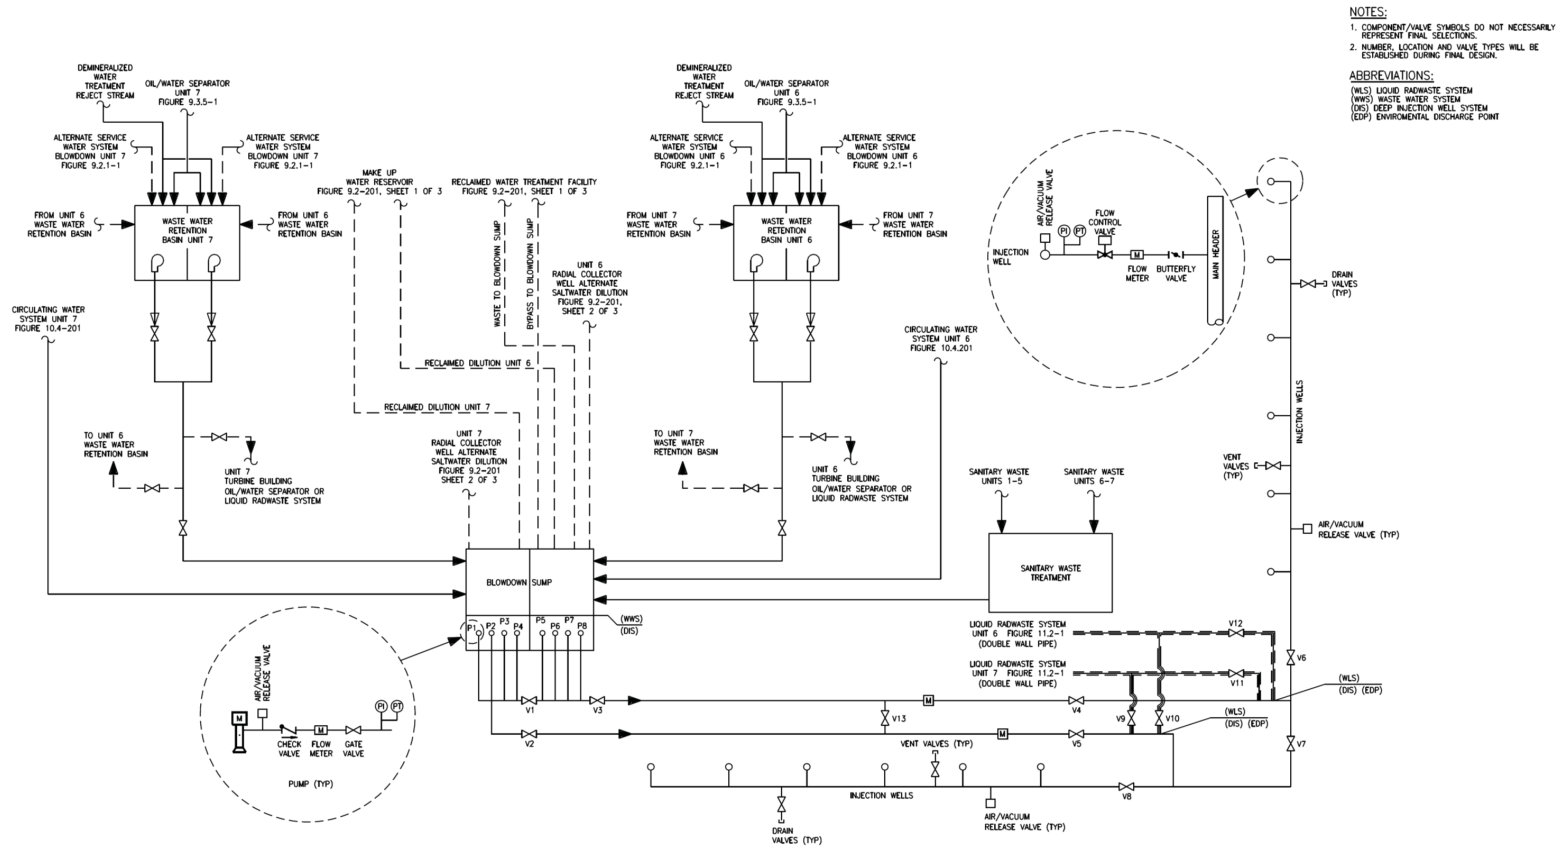 NOTES:
1. COMPONENT/VALVE SYMBOLS DO NOT NECESSARILY
REPRESENT FINAL SELECTIONS.
2. NUMBER, LOCATION AND VALVE TYPES WILL BE
ESTABLISHED DURING FINAL DESIGN.
ABBREVIATIONS:
(WLS) LIQUID RADWASTE SYSTEM
(WWS) WASTE WATER SYSTEM
(DIS) DEEP INJECTION WELL SYSTEM
(EDP) ENVIROMENTAL DISCHARGE POINT
DEMINERALIZED
WATER
TREATMENT
REJECT STREAM
OIL/WATER SEPARATOR
UNIT 7
FIGURE 9.3.5-1
ALTERNATE SERVICE
WATER SYSTEM
BLOWDOWN UNIT 7
FIGURE 9.2.1-1
ALTERNATE SERVICE
WATER SYSTEM
BLOWDOWN UNIT 7
FIGURE 9.2.1-1
FROM UNIT 6
WASTE WATER
RETENTION BASIN
WASTE WATER
RETENTION
BASIN UNIT 7
FROM UNIT 6
WASTE WATER
RETENTION BASIN
MAKE UP
WATER RESERVOIR
FIGURE 9.2-201, SHEET 1 OF 3
RECLAIMED WATER TREATMENT FACILITY
FIGURE 9.2-201, SHEET 1 OF 3
WASTE TO BLOWDOWN SUMP
BYPASS TO BLOWDOWN SUMP
UNIT 6
RADIAL COLLECTOR
WELL ALTERNATE
SALTWATER DILUTION
FIGURE 9.2-201,
SHEET 2 OF 3
DEMINERALIZED
WATER
TREATMENT
REJECT STREAM
OIL/WATER SEPARATOR
UNIT 6
FIGURE 9.3.5-1
ALTERNATE SERVICE
WATER SYSTEM
BLOWDOWN UNIT 6
FIGURE 9.2.1-1
ALTERNATE SERVICE
WATER SYSTEM
BLOWDOWN UNIT 6
FIGURE 9.2.1-1
FROM UNIT 7
WASTE WATER
RETENTION BASIN
WASTE WATER
RETENTION
BASIN UNIT 6
FROM UNIT 7
WASTE WATER
RETENTION BASIN
CIRCULATING WATER
SYSTEM UNIT 7
FIGURE 10.4-201
CIRCULATING WATER
SYSTEM UNIT 6
FIGURE 10.4.201
RECLAIMED DILUTION UNIT 6
RECLAIMED DILUTION UNIT 7
TO UNIT 6
WASTE WATER
RETENTION BASIN
UNIT 7
TURBINE BUILDING
OIL/WATER SEPARATOR OR
LIQUID RADWASTE SYSTEM
UNIT 7
RADIAL COLLECTOR
WELL ALTERNATE
SALTWATER DILUTION
FIGURE 9.2-201
SHEET 2 OF 3
TO UNIT 7
WASTE WATER
RETENTION BASIN
UNIT 6
TURBINE BUILDING
OIL/WATER SEPARATOR OR
LIQUID RADWASTE SYSTEM
SANITARY WASTE
UNITS 1-5
SANITARY WASTE
UNITS 6-7
SANITARY WASTE
TREATMENT
BLOWDOWN SUMP
P1 P2 P3 P4 P5 P6 P7 P8
(WWS)
(DIS)
AIR/VACUUM
RELEASE VALVE
PI PT
FLOW
CONTROL
VALVE
INJECTION
WELL
M
FLOW
METER
BUTTERFLY
VALVE
MAIN HEADER
DRAIN
VALVES
(TYP)
INJECTION WELLS
VENT
VALVES
(TYP)
AIR/VACUUM
RELEASE VALVE (TYP)
LIQUID RADWASTE SYSTEM
UNIT 6 FIGURE 11.2-1
(DOUBLE WALL PIPE)
V12
LIQUID RADWASTE SYSTEM
UNIT 7 FIGURE 11.2-1
(DOUBLE WALL PIPE)
V11
V6
(WLS)
(DIS) (EDP)
AIR/VACUUM
RELEASE VALVE
M
PI PT
M
CHECK
VALVE
FLOW
METER
GATE
VALVE
PUMP (TYP)
V1
V3
M
V4
V13
V9
V10
(WLS)
(DIS) (EDP)
V2
M
V5
V7
VENT VALVES (TYP)
INJECTION WELLS
V8
DRAIN
VALVES (TYP)
AIR/VACUUM
RELEASE VALVE (TYP)